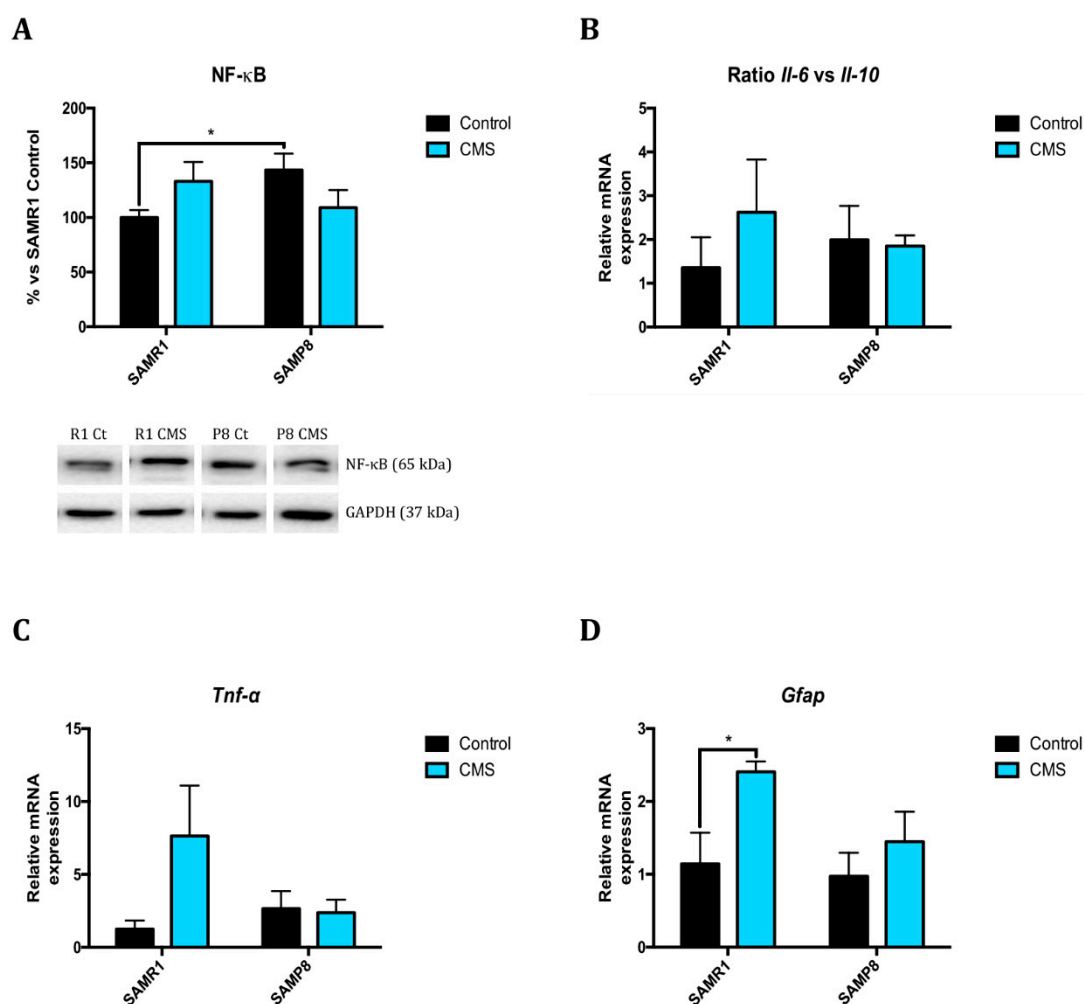 A
NF-κB
% vs SAMR1 Control
200
150
100
50
0
*
SAMR1
SAMP8
Control
CMS
R1 Ct
R1 CMS
P8 Ct
P8 CMS
NF-κB (65 kDa)
GAPDH (37 kDa)
B
Ratio Il-6 vs Il-10
Relative mRNA
expression
5
4
3
2
1
0
SAMR1
SAMP8
Control
CMS
C
Tnf-α
Relative mRNA
expression
15
10
5
0
SAMR1
SAMP8
Control
CMS
D
Gfap
Relative mRNA
expression
3
2
1
0
*
SAMR1
SAMP8
Control
CMS